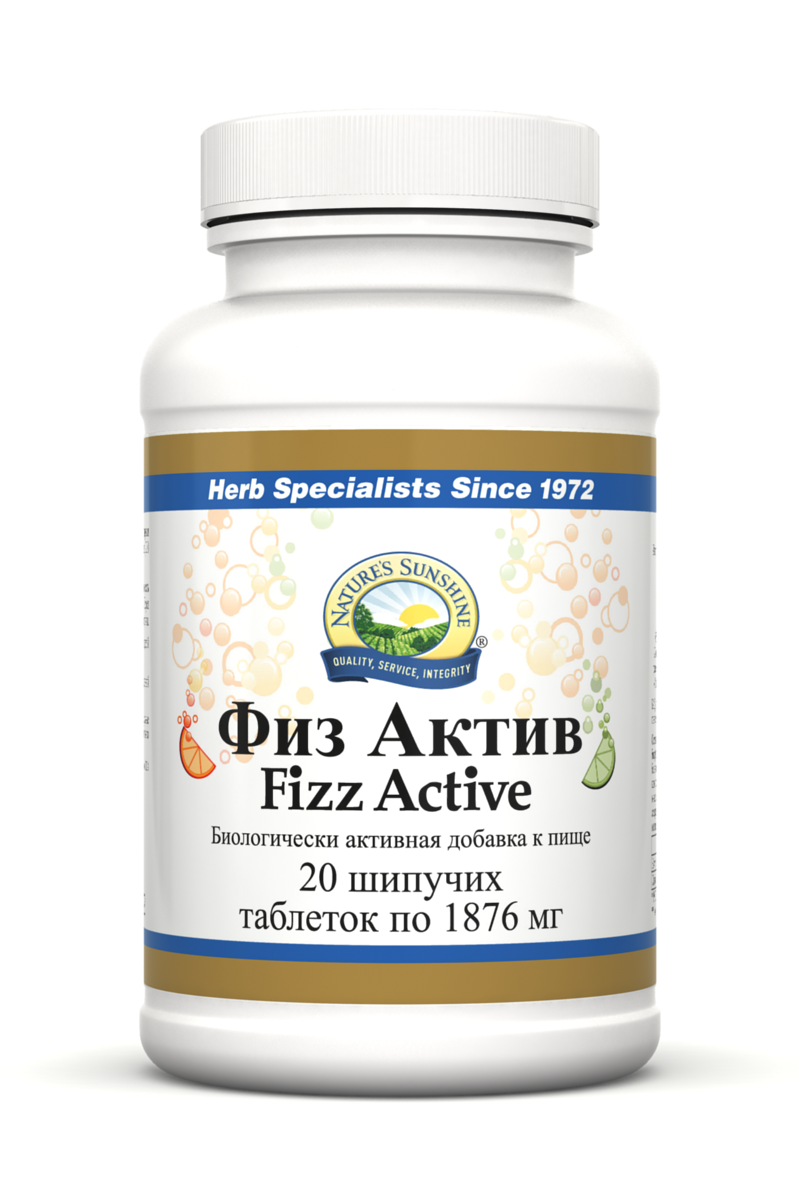 Herb Specialists Since 1972
NATURE'S SUNSHINE
®
QUALITY, SERVICE, INTEGRITY
Физ Актив
Fizz Active
Биологически активная добавка к пище
20 шипучих
таблеток по 1876 мг